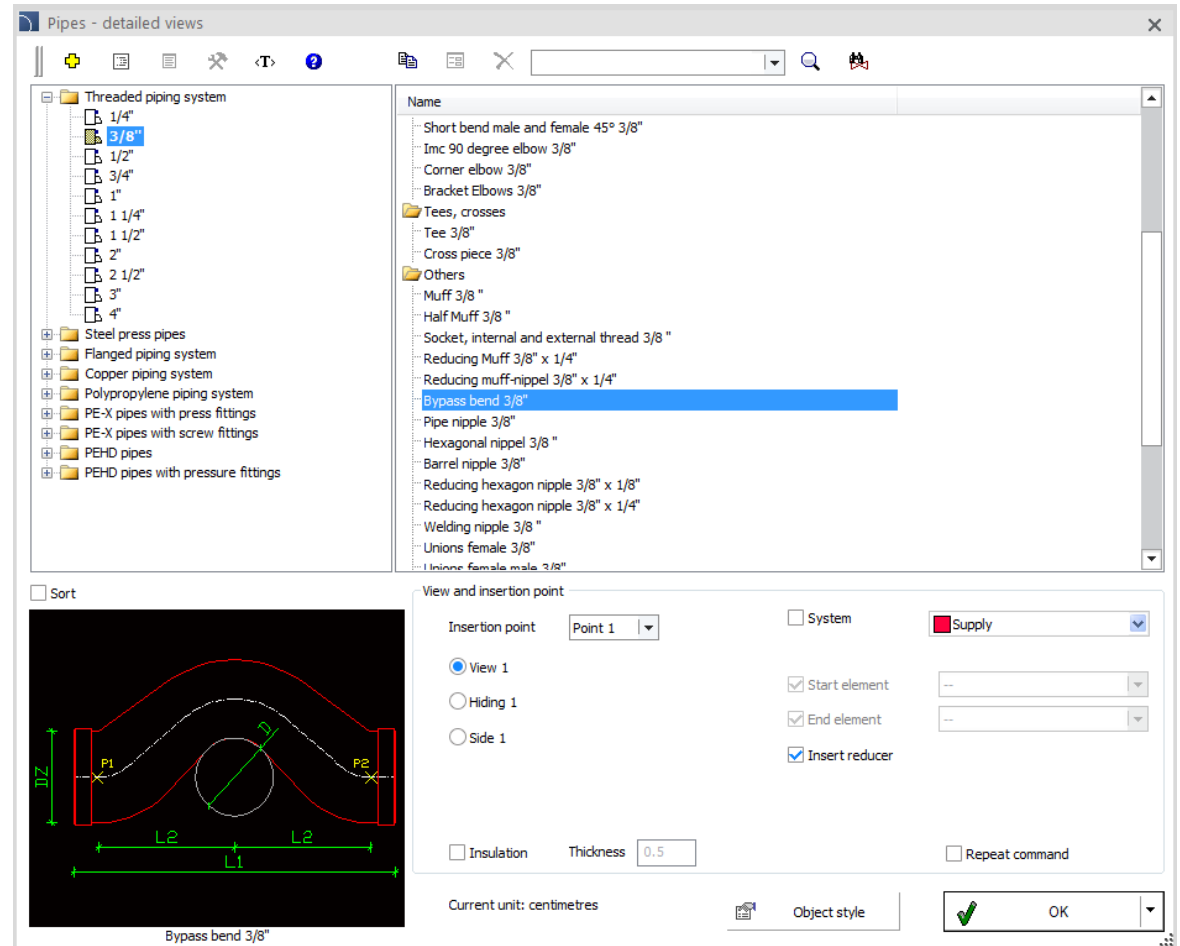 Pipes - detailed views
‹T›
Threaded piping system
1/4"
3/8"
1/2"
3/4"
1"
1 1/4"
1 1/2"
2"
2 1/2"
3"
4"
Steel press pipes
Flanged piping system
Copper piping system
Polypropylene piping system
PE-X pipes with press fittings
PE-X pipes with screw fittings
PEHD pipes
PEHD pipes with pressure fittings
Name
Short bend male and female 45º 3/8"
Imc 90 degree elbow 3/8"
Corner elbow 3/8"
Bracket Elbows 3/8"
Tees, crosses
Tee 3/8"
Cross piece 3/8"
Others
Muff 3/8 "
Half Muff 3/8 "
Socket, internal and external thread 3/8 "
Reducing Muff 3/8" x 1/4"
Reducing muff-nippel 3/8" x 1/4"
Bypass bend 3/8"
Pipe nipple 3/8"
Hexagonal nippel 3/8 "
Barrel nipple 3/8"
Reducing hexagon nipple 3/8" x 1/8"
Reducing hexagon nipple 3/8" x 1/4"
Welding nipple 3/8 "
Unions female 3/8"
Unions female male 3/8"
Sort
D
P1
P2
DZ
L2
L2
L1
Bypass bend 3/8"
View and insertion point
Insertion point
Point 1
View 1
Hiding 1
Side 1
System
Supply
Start element
--
End element
--
Insert reducer
Insulation
Thickness
0.5
Repeat command
Current unit: centimetres
Object style
OK